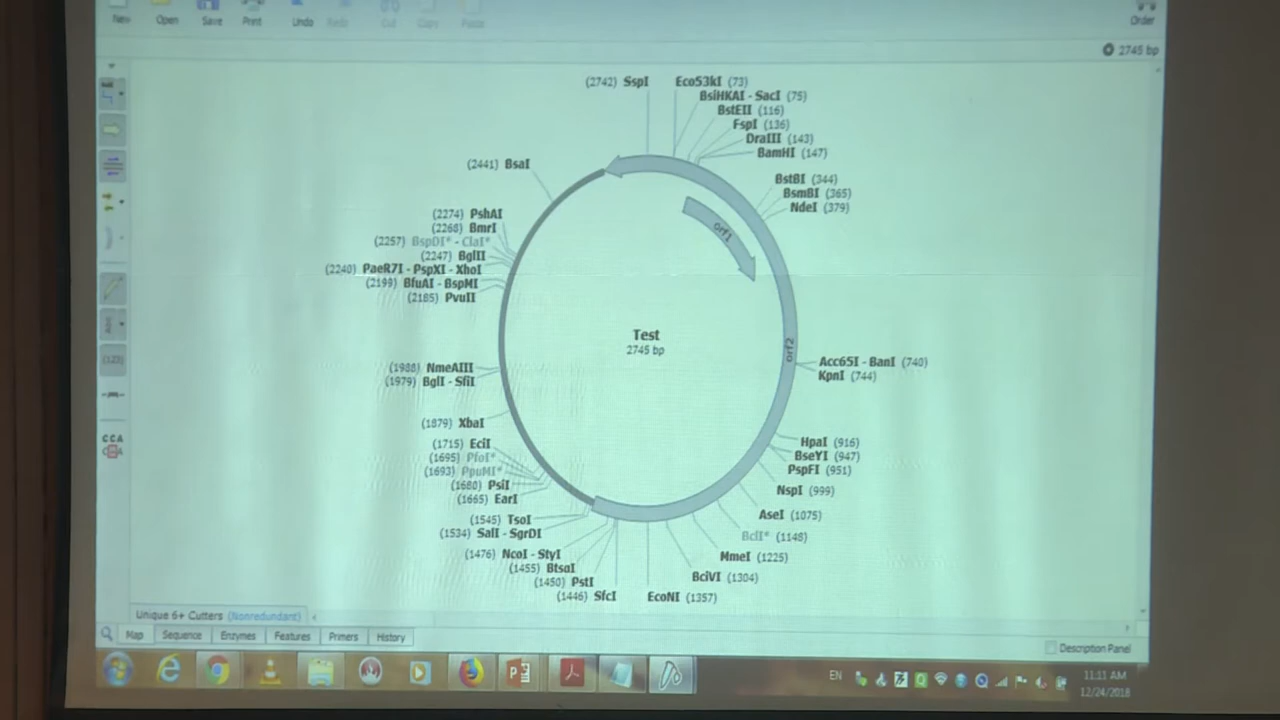 New Open Save Print Undo Redo Cut Copy Paste Order
2745 bp
(2742) SspI
Eco53kI (73)
BsiHKAI - SacI (75)
BstEII (116)
FspI (136)
DraIII (143)
BamHI (147)
(2441) BsaI
BstBI (344)
BsmBI (365)
NdeI (379)
(2274) PshAI
(2268) BmrI
(2257) BspDI* - ClaI*
(2247) BglII
(2240) PaeR7I - PspXI - XhoI
(2199) BfuAI - BspMI
(2185) PvuII
orf1
Test
2745 bp
orf2
Acc65I - BanI (740)
KpnI (744)
(1988) NmeAIII
(1979) BglI - SfiI
(1879) XbaI
(1715) EciI
(1695) PfoI*
(1693) PpuMI*
(1680) PsiI
(1665) EarI
HpaI (916)
BseYI (947)
PspFI (951)
NspI (999)
AseI (1075)
BclI* (1148)
MmeI (1225)
BciVI (1304)
EcoNI (1357)
(1545) TsoI
(1534) SalI - SgrDI
(1476) NcoI - StyI
(1455) BtsαI
(1450) PstI
(1446) SfcI
Unique 6+ Cutters (Nonredundant)
Map Sequence Enzymes Features Primers History
Description Panel
EN
11:11 AM
12/24/2018